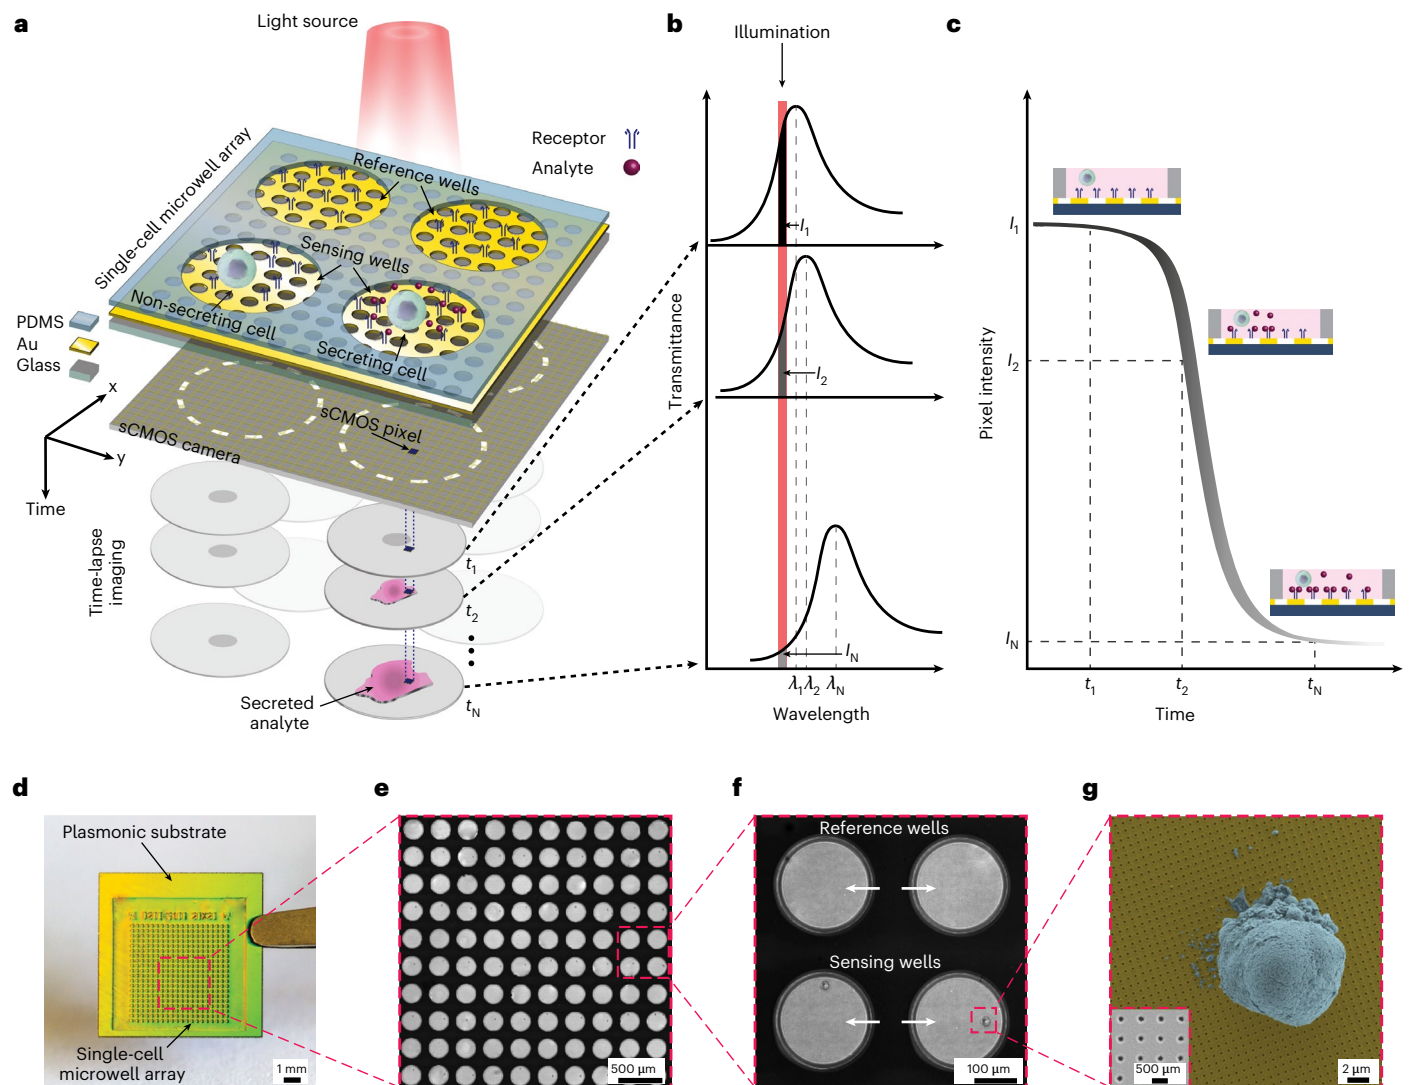 a
Light source
Receptor
Analyte
Single-cell microwell array
Reference wells
Sensing wells
Non-secreting cell
Secreting cell
PDMS
Au
Glass
x
y
Time
sCMOS pixel
sCMOS camera
Time-lapse
imaging
t1
t2
tN
Secreted
analyte
b
Illumination
Transmittance
I1
I2
IN
λ1 λ2 λN
Wavelength
c
Pixel intensity
I1
I2
IN
t1 t2 tN
Time
d
Plasmonic substrate
Single-cell
microwell array
1 mm
e
500 µm
f
Reference wells
Sensing wells
100 µm
g
500 µm
2 µm